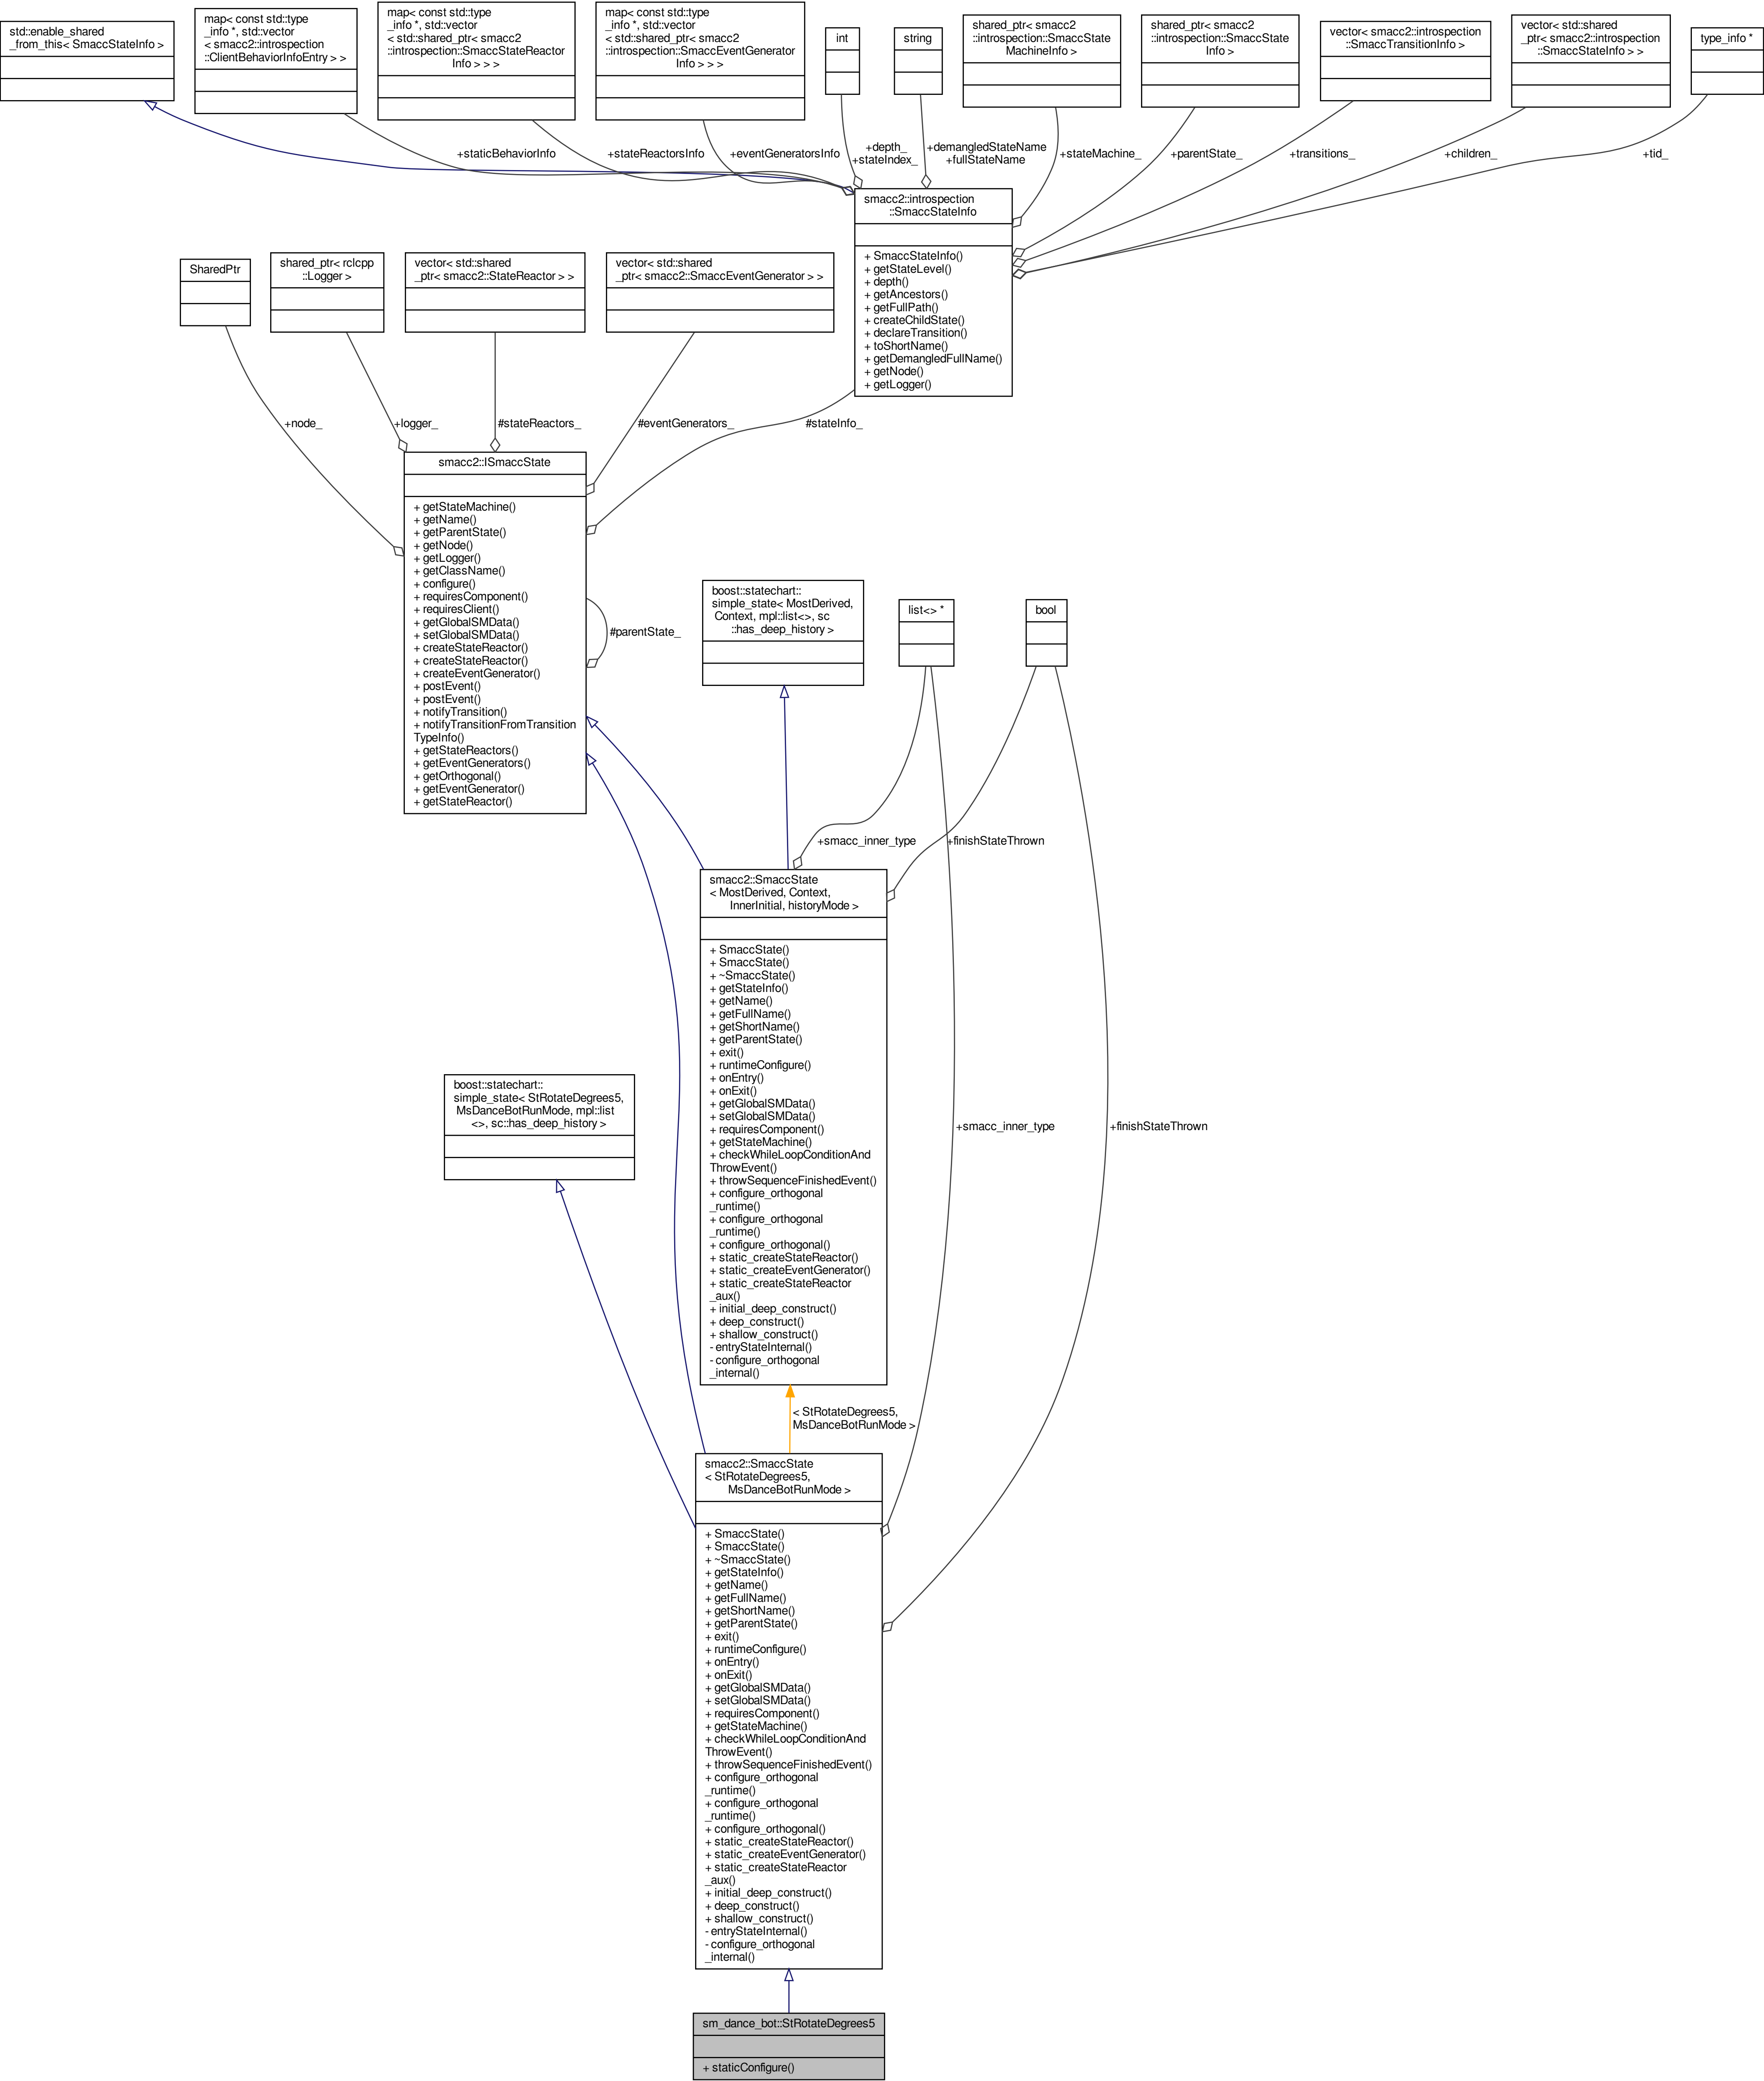 std::enable_shared
_from_this< SmaccStateInfo >
map< const std::type
_info *, std::vector
< smacc2::introspection
::ClientBehaviorInfoEntry > >
map< const std::type
_info *, std::vector
< std::shared_ptr< smacc2
::introspection::SmaccStateReactor
Info > > >
map< const std::type
_info *, std::vector
< std::shared_ptr< smacc2
::introspection::SmaccEventGenerator
Info > > >
int
string
shared_ptr< smacc2
::introspection::SmaccState
MachineInfo >
shared_ptr< smacc2
::introspection::SmaccState
Info >
vector< smacc2::introspection
::SmaccTransitionInfo >
vector< std::shared
_ptr< smacc2::introspection
::SmaccStateInfo > >
type_info *
+staticBehaviorInfo
+stateReactorsInfo
+eventGeneratorsInfo
+depth_
+stateIndex_
+demangledStateName
+fullStateName
+stateMachine_
+parentState_
+transitions_
+children_
+tid_
smacc2::introspection
::SmaccStateInfo
+ SmaccStateInfo()
+ getStateLevel()
+ depth()
+ getAncestors()
+ getFullPath()
+ createChildState()
+ declareTransition()
+ toShortName()
+ getDemangledFullName()
+ getNode()
+ getLogger()
SharedPtr
shared_ptr< rclcpp
::Logger >
vector< std::shared
_ptr< smacc2::StateReactor > >
vector< std::shared
_ptr< smacc2::SmaccEventGenerator > >
+node_
+logger_
#stateReactors_
#eventGenerators_
#stateInfo_
smacc2::ISmaccState
+ getStateMachine()
+ getName()
+ getParentState()
+ getNode()
+ getLogger()
+ getClassName()
+ configure()
+ requiresComponent()
+ requiresClient()
+ getGlobalSMData()
+ setGlobalSMData()
+ createStateReactor()
+ createStateReactor()
+ createEventGenerator()
+ postEvent()
+ postEvent()
+ notifyTransition()
+ notifyTransitionFromTransition
TypeInfo()
+ getStateReactors()
+ getEventGenerators()
+ getOrthogonal()
+ getEventGenerator()
+ getStateReactor()
#parentState_
boost::statechart::
simple_state< MostDerived,
Context, mpl::list<>, sc
::has_deep_history >
list<> *
bool
+smacc_inner_type
+finishStateThrown
smacc2::SmaccState
< MostDerived, Context,
InnerInitial, historyMode >
+ SmaccState()
+ SmaccState()
+ ~SmaccState()
+ getStateInfo()
+ getName()
+ getFullName()
+ getShortName()
+ getParentState()
+ exit()
+ runtimeConfigure()
+ onEntry()
+ onExit()
+ getGlobalSMData()
+ setGlobalSMData()
+ requiresComponent()
+ getStateMachine()
+ checkWhileLoopConditionAnd
ThrowEvent()
+ throwSequenceFinishedEvent()
+ configure_orthogonal
_runtime()
+ configure_orthogonal
_runtime()
+ configure_orthogonal()
+ static_createStateReactor()
+ static_createEventGenerator()
+ static_createStateReactor
_aux()
+ initial_deep_construct()
+ deep_construct()
+ shallow_construct()
- entryStateInternal()
- configure_orthogonal
_internal()
boost::statechart::
simple_state< StRotateDegrees5,
MsDanceBotRunMode, mpl::list
<>, sc::has_deep_history >
+smacc_inner_type
+finishStateThrown
< StRotateDegrees5,
MsDanceBotRunMode >
smacc2::SmaccState
< StRotateDegrees5,
MsDanceBotRunMode >
+ SmaccState()
+ SmaccState()
+ ~SmaccState()
+ getStateInfo()
+ getName()
+ getFullName()
+ getShortName()
+ getParentState()
+ exit()
+ runtimeConfigure()
+ onEntry()
+ onExit()
+ getGlobalSMData()
+ setGlobalSMData()
+ requiresComponent()
+ getStateMachine()
+ checkWhileLoopConditionAnd
ThrowEvent()
+ throwSequenceFinishedEvent()
+ configure_orthogonal
_runtime()
+ configure_orthogonal
_runtime()
+ configure_orthogonal()
+ static_createStateReactor()
+ static_createEventGenerator()
+ static_createStateReactor
_aux()
+ initial_deep_construct()
+ deep_construct()
+ shallow_construct()
- entryStateInternal()
- configure_orthogonal
_internal()
sm_dance_bot::StRotateDegrees5
+ staticConfigure()